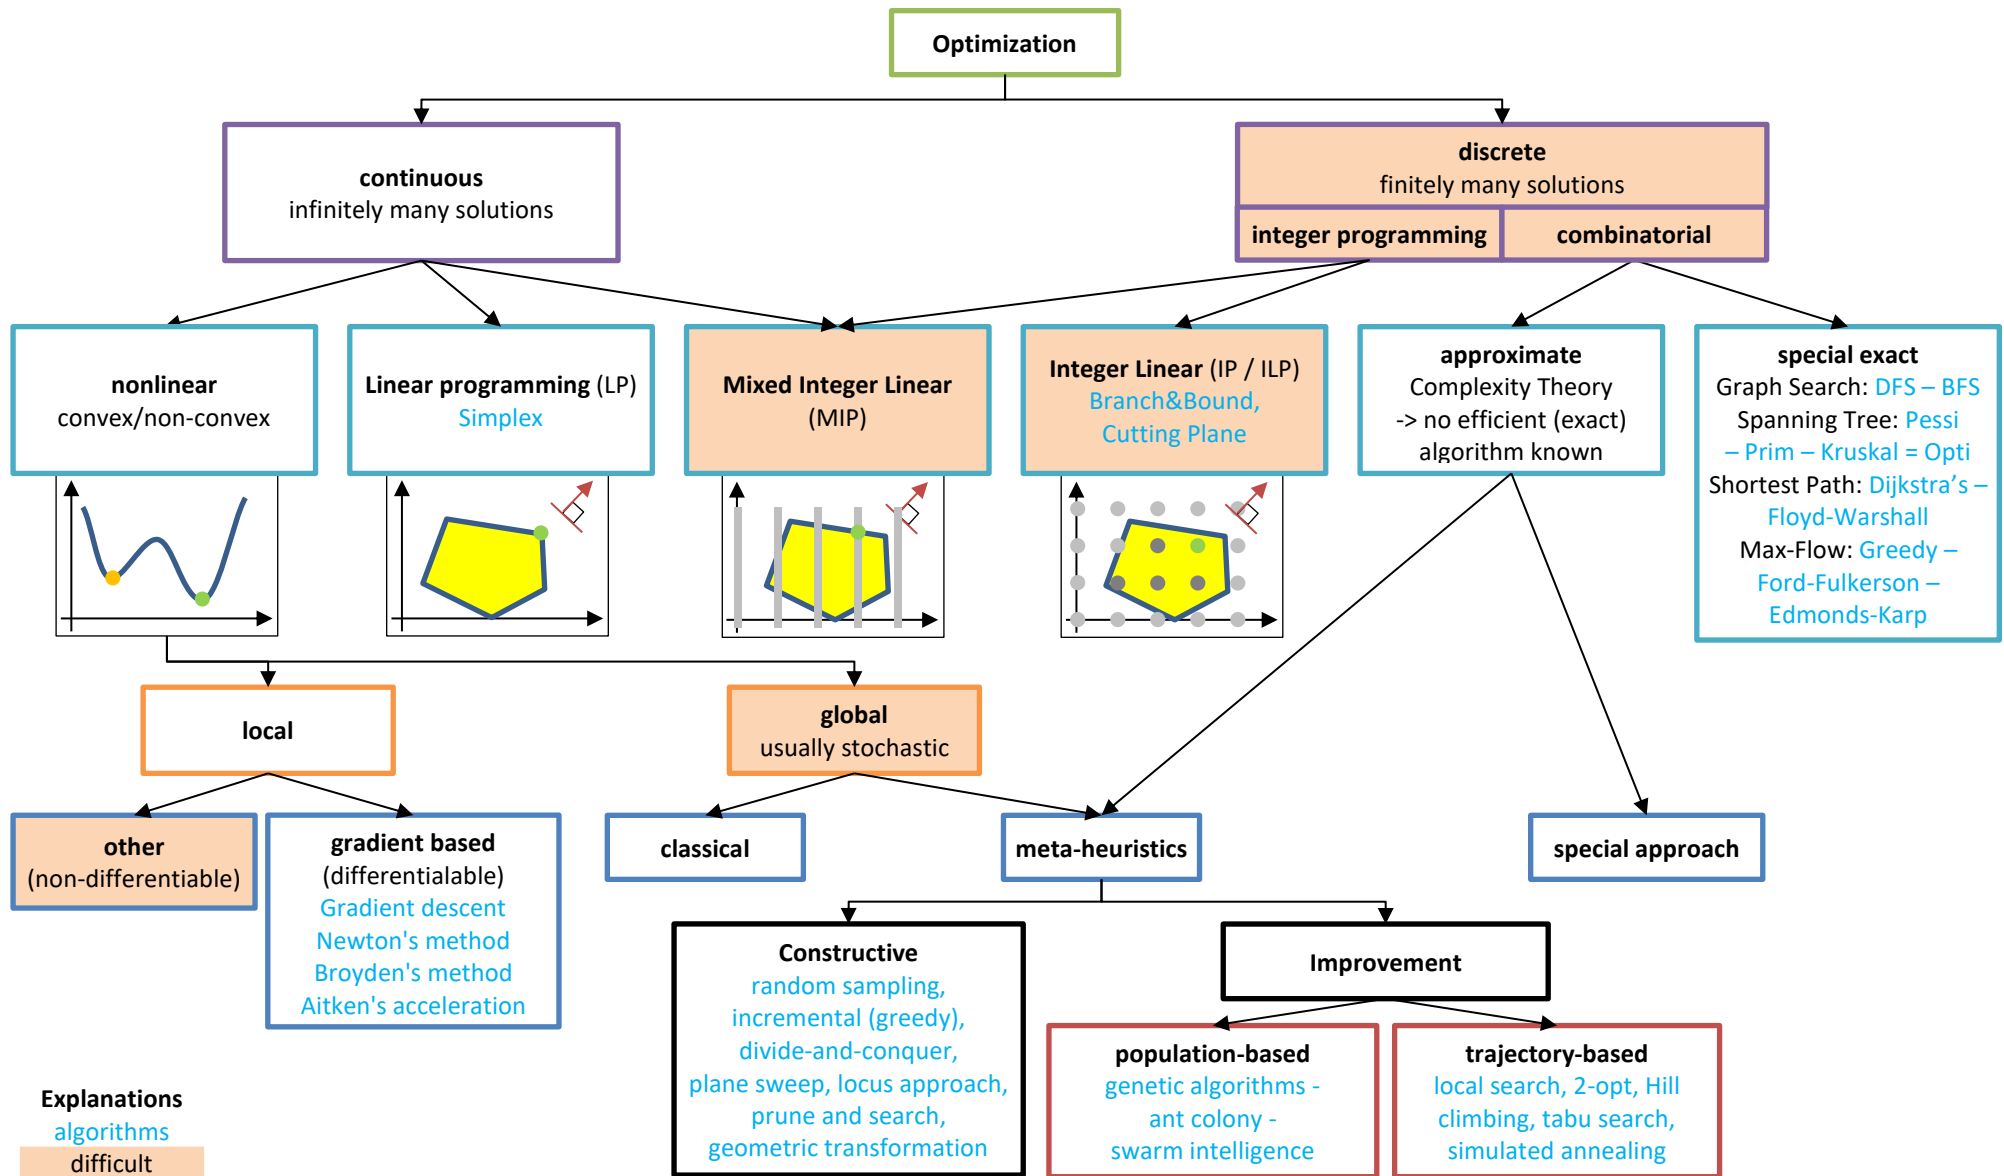 Optimization
continuous
infinitely many solutions
discrete
finitely many solutions
integer programming
combinatorial
nonlinear
convex/non-convex
Linear programming (LP)
Simplex
Mixed Integer Linear
(MIP)
Integer Linear (IP / ILP)
Branch&Bound,
Cutting Plane
approximate
Complexity Theory
-> no efficient (exact)
algorithm known
special exact
Graph Search: DFS – BFS
Spanning Tree: Pessi
– Prim – Kruskal = Opti
Shortest Path: Dijkstra's –
Floyd-Warshall
Max-Flow: Greedy –
Ford-Fulkerson –
Edmonds-Karp
local
global
usually stochastic
other
(non-differentiable)
gradient based
(differentialable)
Gradient descent
Newton's method
Broyden's method
Aitken's acceleration
classical
meta-heuristics
special approach
Constructive
random sampling,
incremental (greedy),
divide-and-conquer,
plane sweep, locus approach,
prune and search,
geometric transformation
Improvement
population-based
genetic algorithms -
ant colony -
swarm intelligence
trajectory-based
local search, 2-opt, Hill
climbing, tabu search,
simulated annealing
Explanations
algorithms
difficult